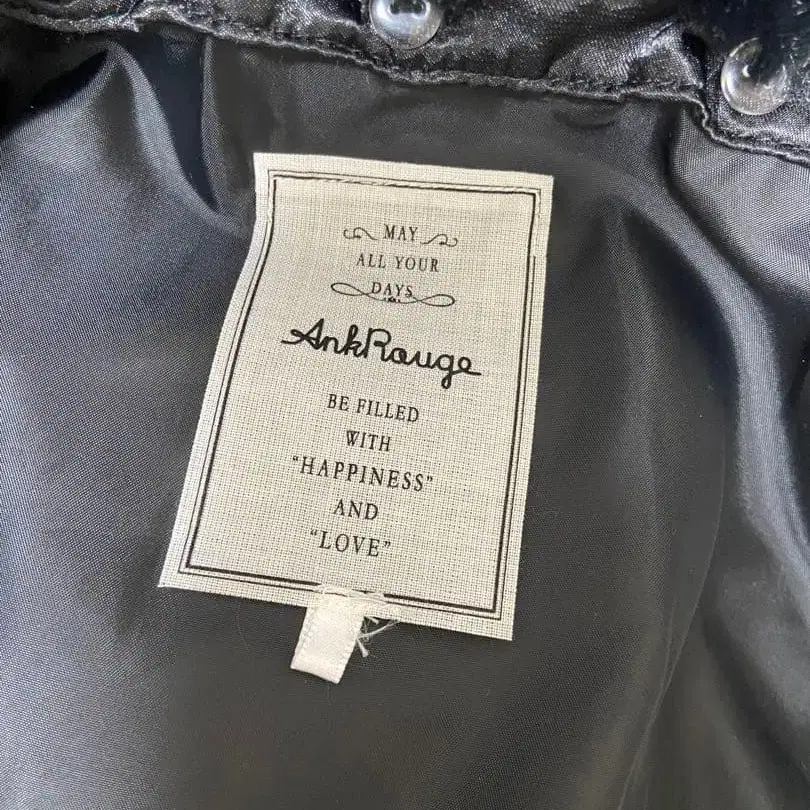 MAY
ALL YOUR
DAYS
AnkRouge
BE FILLED
WITH
"HAPPINESS"
AND
"LOVE"